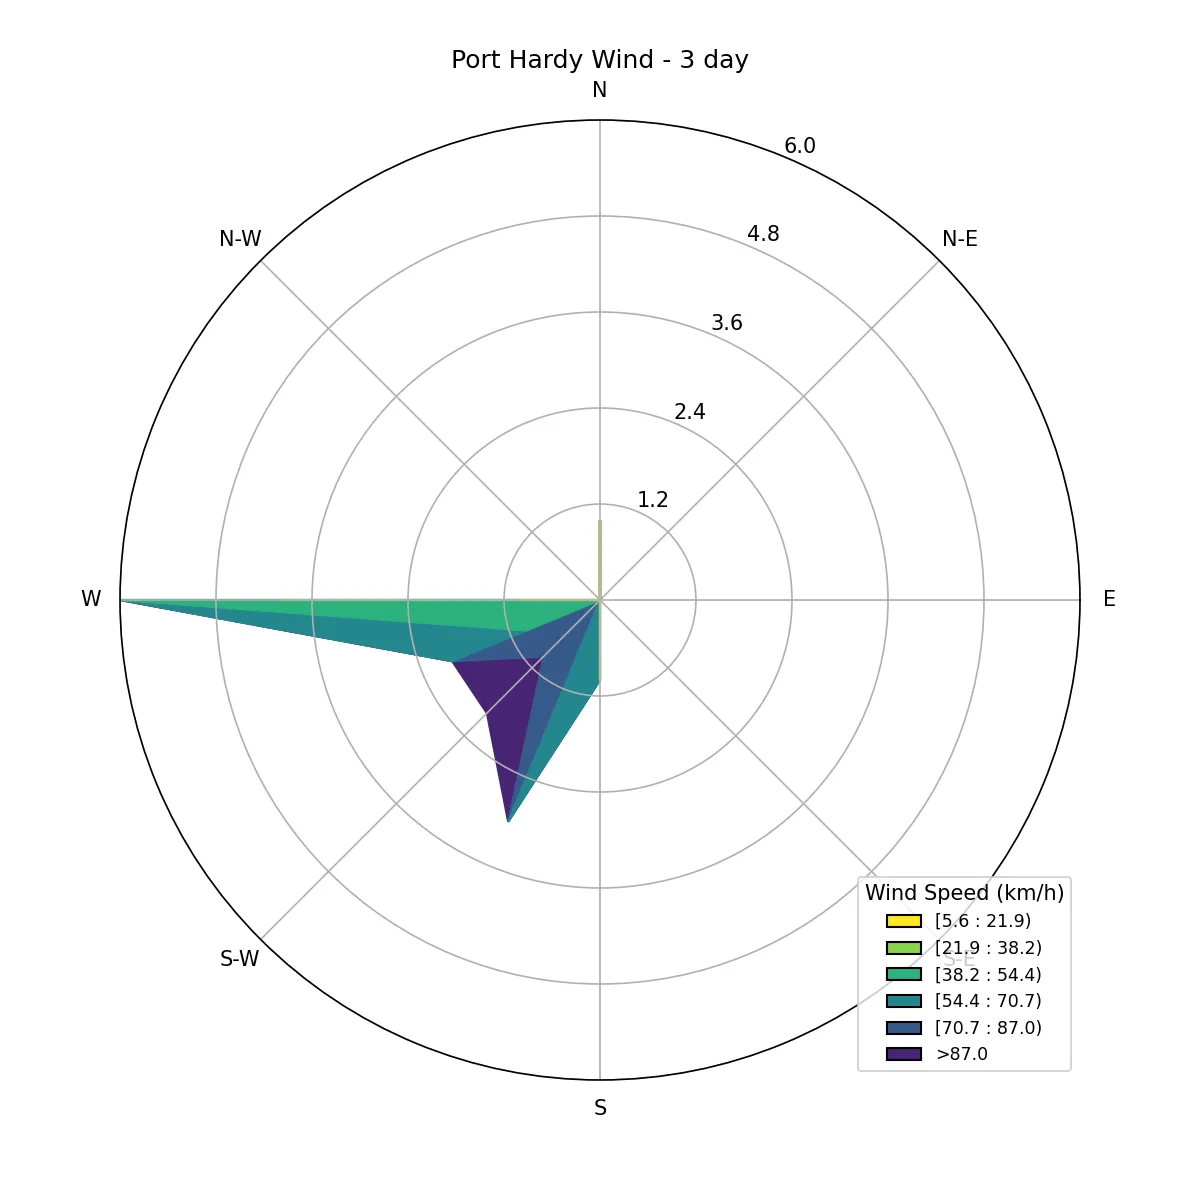 Port Hardy Wind - 3 day
N
6.0
N-W
N-E
4.8
3.6
2.4
1.2
W
E
S-W
S-E
S
Wind Speed (km/h)
[5.6 : 21.9)
[21.9 : 38.2)
[38.2 : 54.4)
[54.4 : 70.7)
[70.7 : 87.0)
>87.0